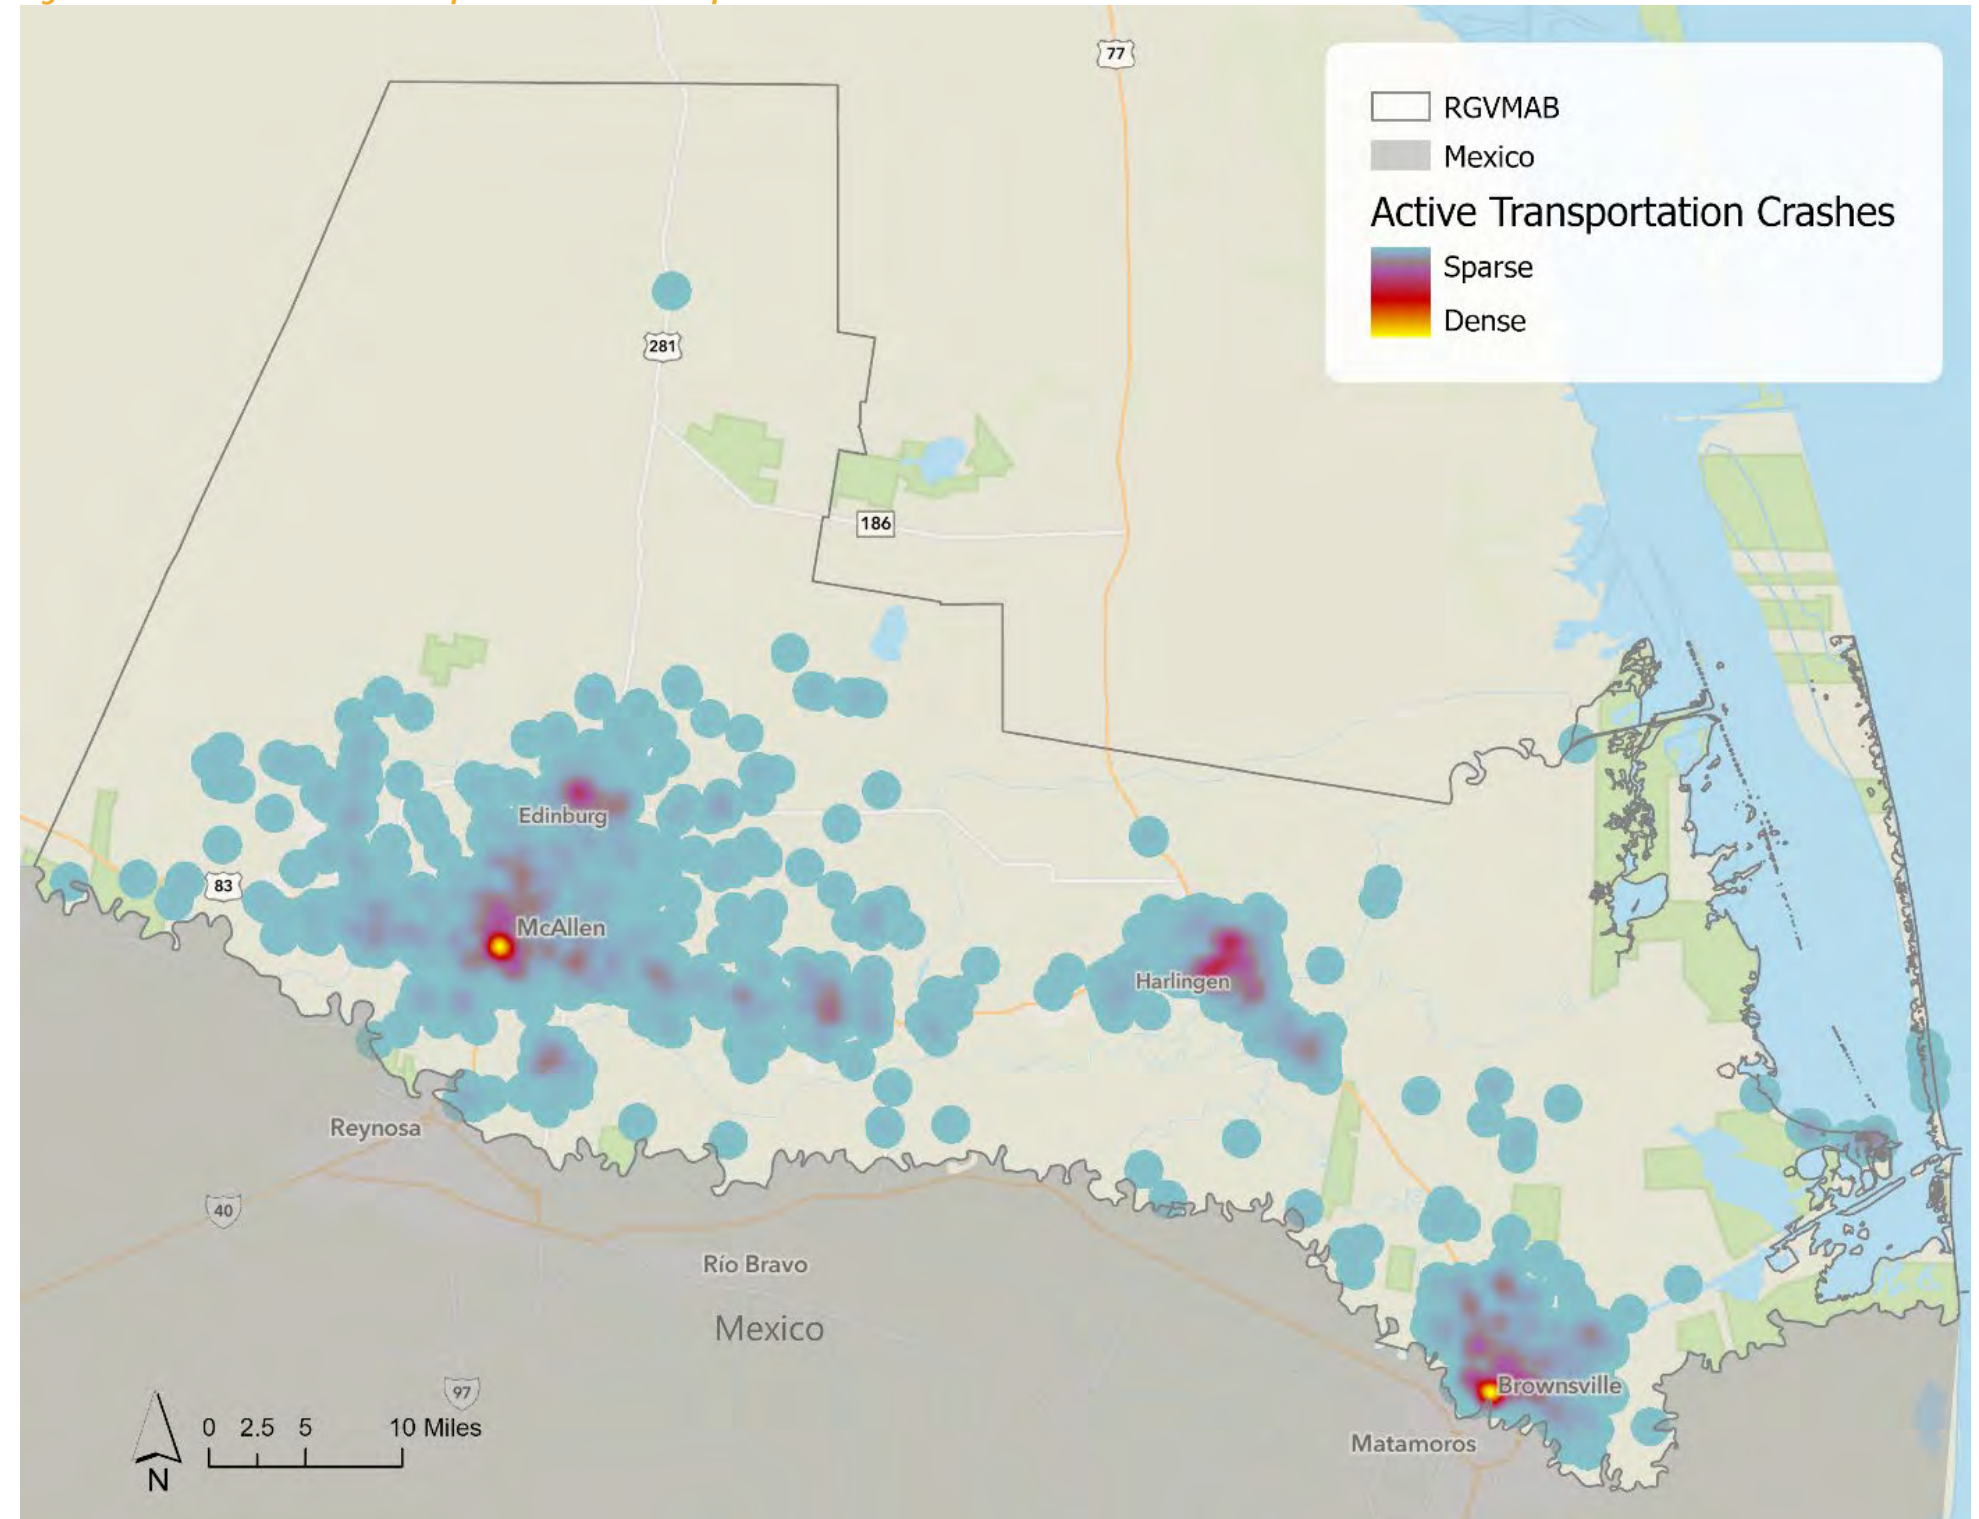 77
RGVMAB
Mexico
Active Transportation Crashes
Sparse
Dense
281
186
Edinburg
83
McAllen
Harlingen
Reynosa
40
Río Bravo
Mexico
97
Brownsville
Matamoros
0 2.5 5 10 Miles
N